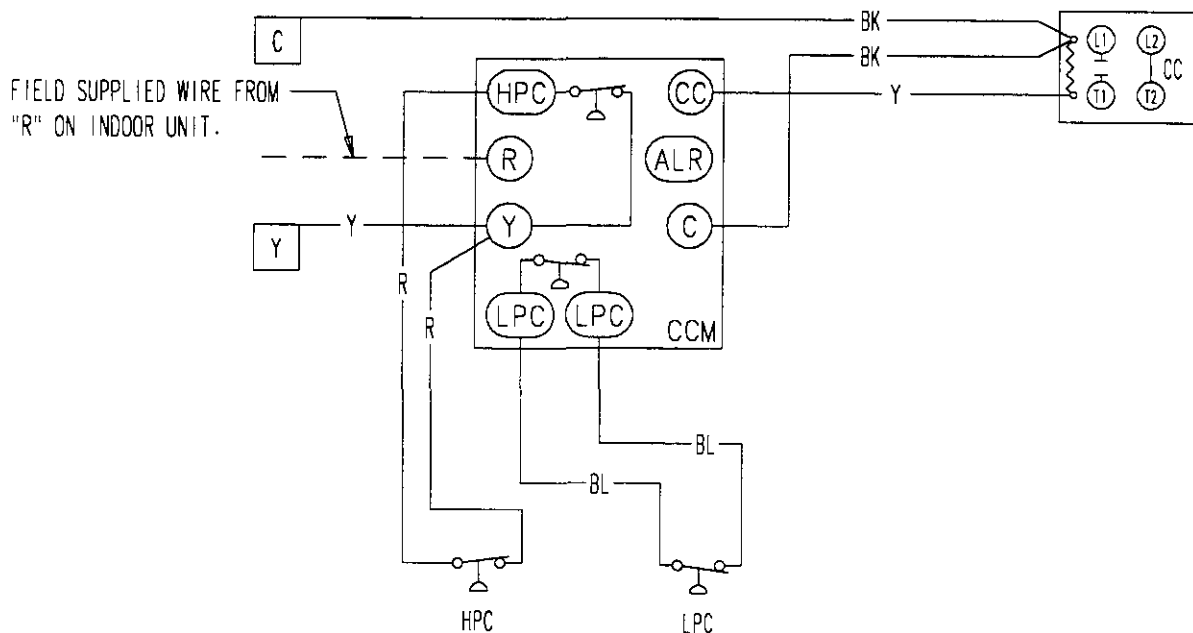 BK
C
L1
L2
BK
CC
FIELD SUPPLIED WIRE FROM
"R" ON INDOOR UNIT.
HPC
CC
Y
T1
T2
R
ALR
Y
Y
Y
C
R
R
LPC
LPC
CCM
BL
BL
HPC
LPC